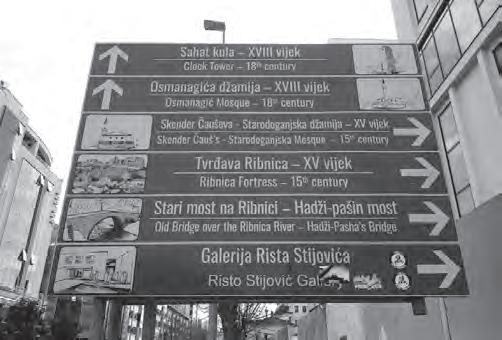 Sahat kula – XVIII vijek
Clock Tower – 18th century
Osmanagića džamija – XVIII vijek
Osmanagić Mosque – 18th century
Skender Čauševa - Starodoganjska džamija – XV vijek
Skender Čauš's - Starodoganjska Mosque – 15th century
Tvrđava Ribnica – XV vijek
Ribnica Fortress – 15th century
Stari most na Ribnici – Hadži-pašin most
Old Bridge over the Ribnica River – Hadži-Pasha's Bridge
Galerija Rista Stijovića
Risto Stijović Gallery